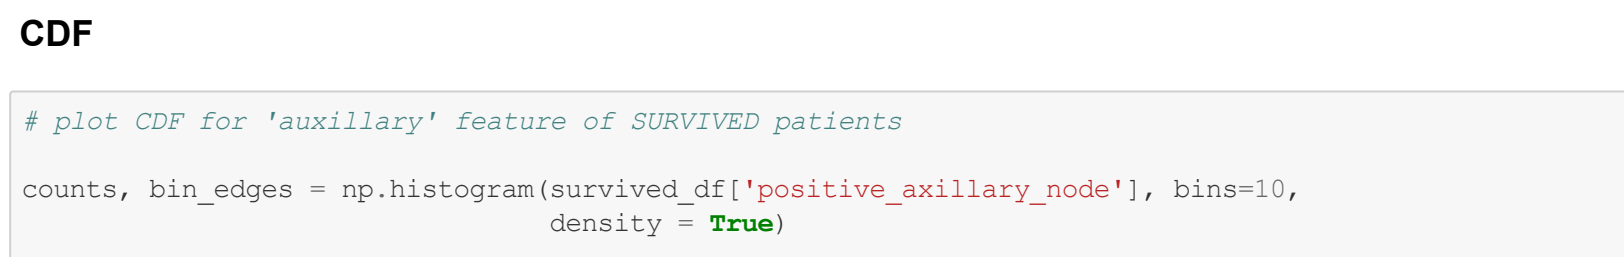 CDF
# plot CDF for 'auxillary' feature of SURVIVED patients
counts, bin_edges = np.histogram(survived_df['positive_axillary_node'], bins=10,
density = True)